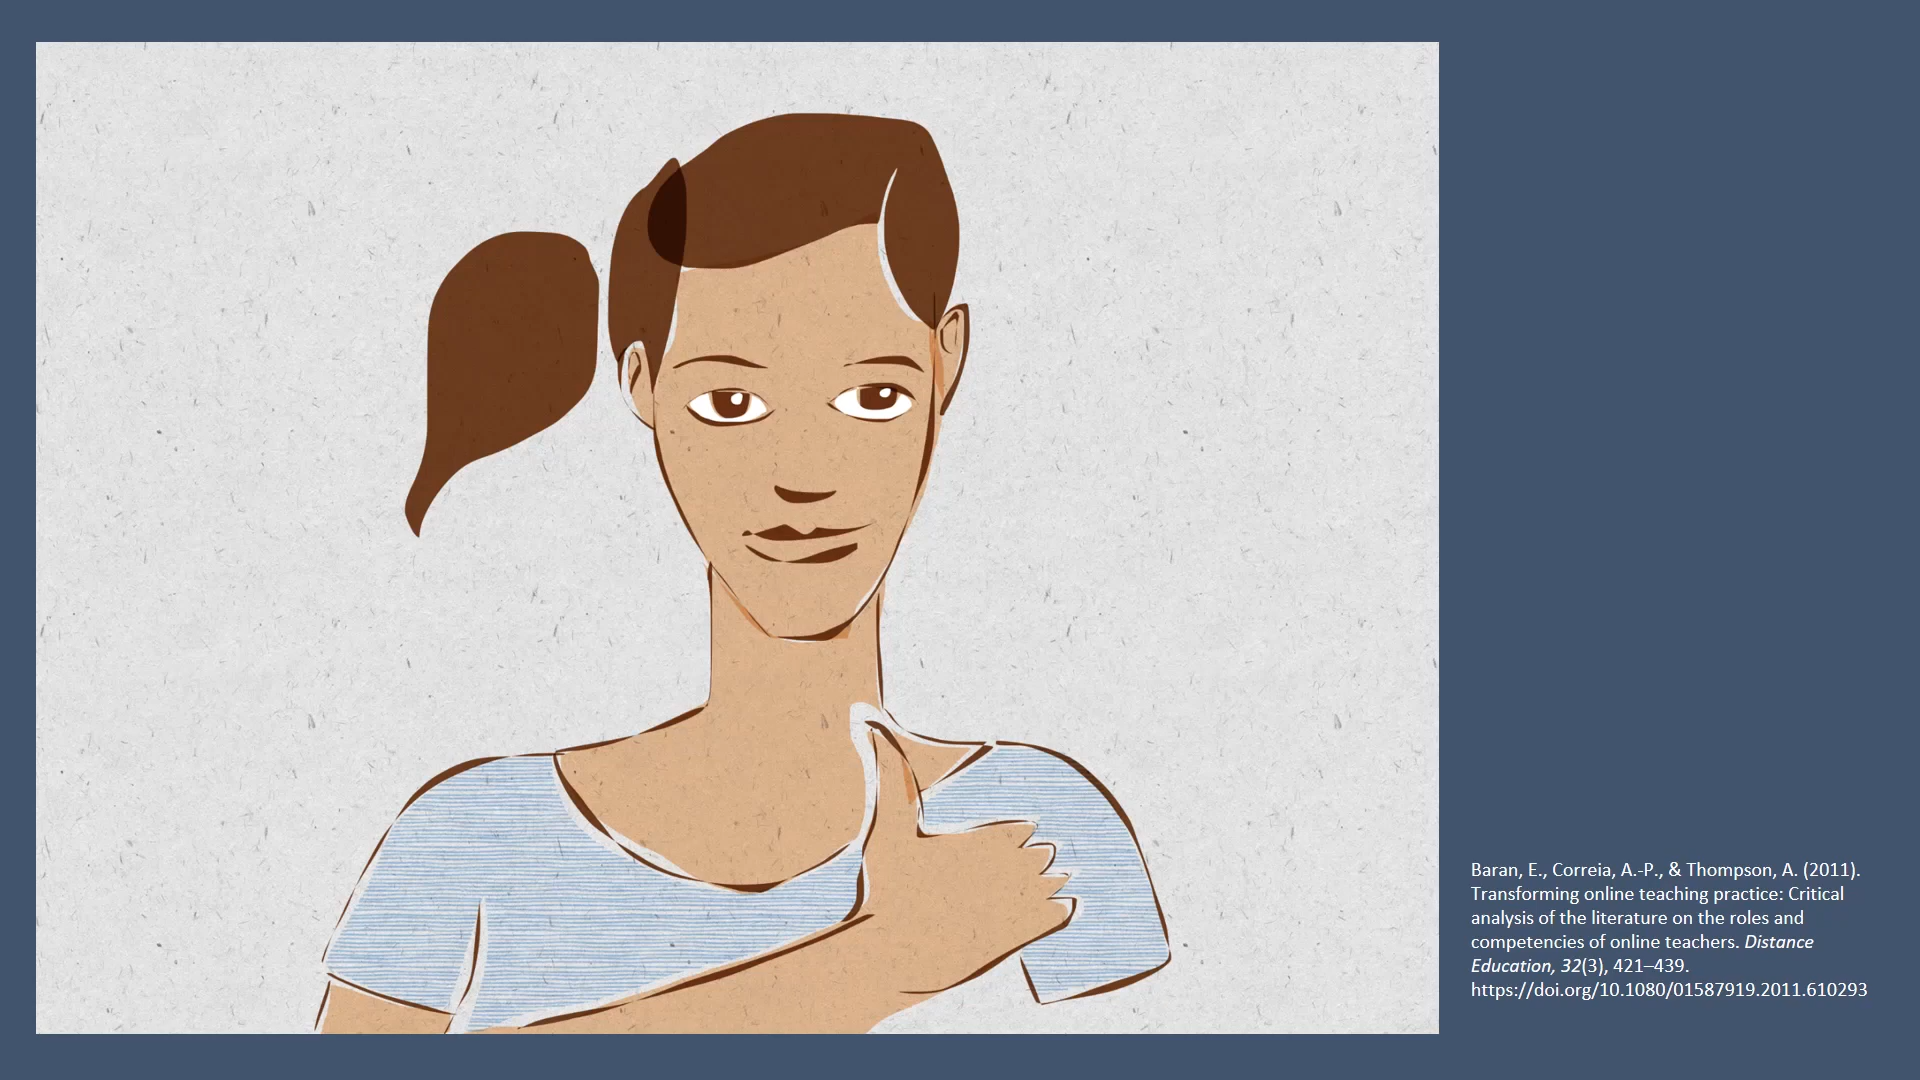 Baran, E., Correia, A.-P., & Thompson, A. (2011).
Transforming online teaching practice: Critical
analysis of the literature on the roles and
competencies of online teachers. Distance
Education, 32(3), 421–439.
https://doi.org/10.1080/01587919.2011.610293